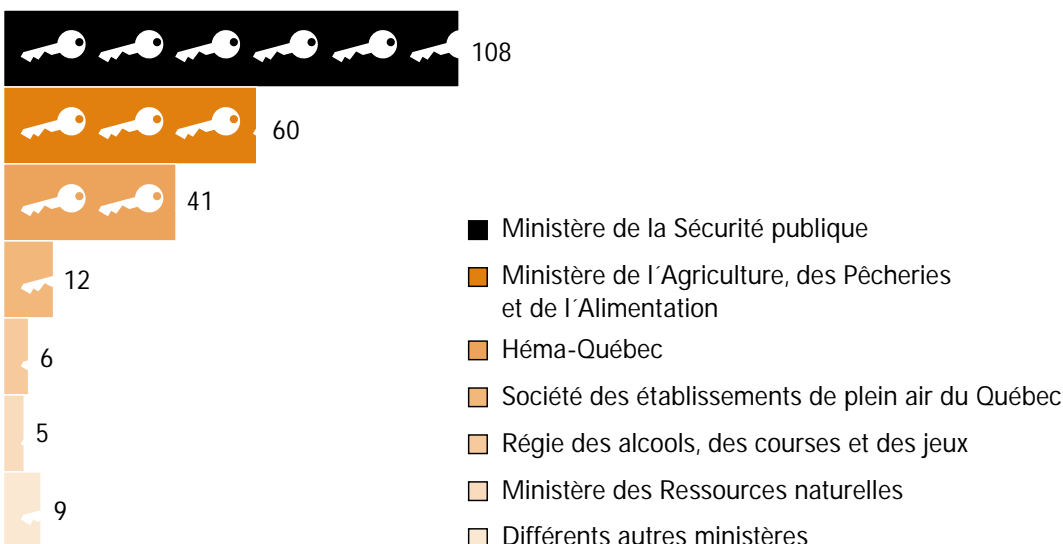 108
60
41
12
6
5
9
Ministère de la Sécurité publique
Ministère de l´Agriculture, des Pêcheries
et de l´Alimentation
Héma-Québec
Société des établissements de plein air du Québec
Régie des alcools, des courses et des jeux
Ministère des Ressources naturelles
Différents autres ministères